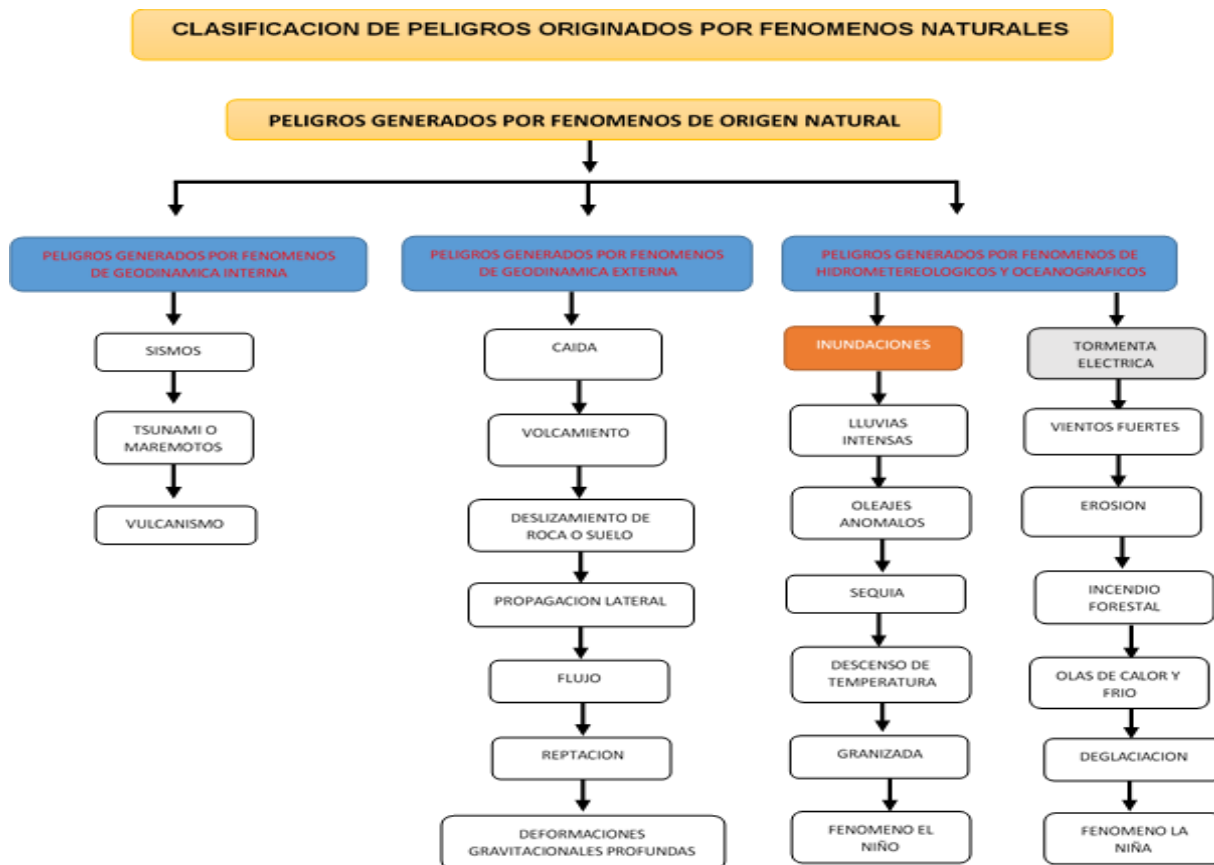 CLASIFICACION DE PELIGROS ORIGINADOS POR FENOMENOS NATURALES
PELIGROS GENERADOS POR FENOMENOS DE ORIGEN NATURAL
PELIGROS GENERADOS POR FENOMENOS
DE GEODINAMICA INTERNA
SISMOS
TSUNAMI O
MAREMOTOS
VULCANISMO
PELIGROS GENERADOS POR FENOMENOS
DE GEODINAMICA EXTERNA
CAIDA
VOLCAMIENTO
DESLIZAMIENTO DE
ROCA O SUELO
PROPAGACION LATERAL
FLUJO
REPTACION
DEFORMACIONES
GRAVITACIONALES PROFUNDAS
PELIGROS GENERADOS POR FENOMENOS DE
HIDROMETEREOLOGICOS Y OCEANOGRAFICOS
INUNDACIONES
LLUVIAS
INTENSAS
OLEAJES
ANOMALOS
SEQUIA
DESCENSO DE
TEMPERATURA
GRANIZADA
FENOMENO EL
NIÑO
TORMENTA
ELECTRICA
VIENTOS FUERTES
EROSION
INCENDIO
FORESTAL
OLAS DE CALOR Y
FRIO
DEGLACIACION
FENOMENO LA
NIÑA